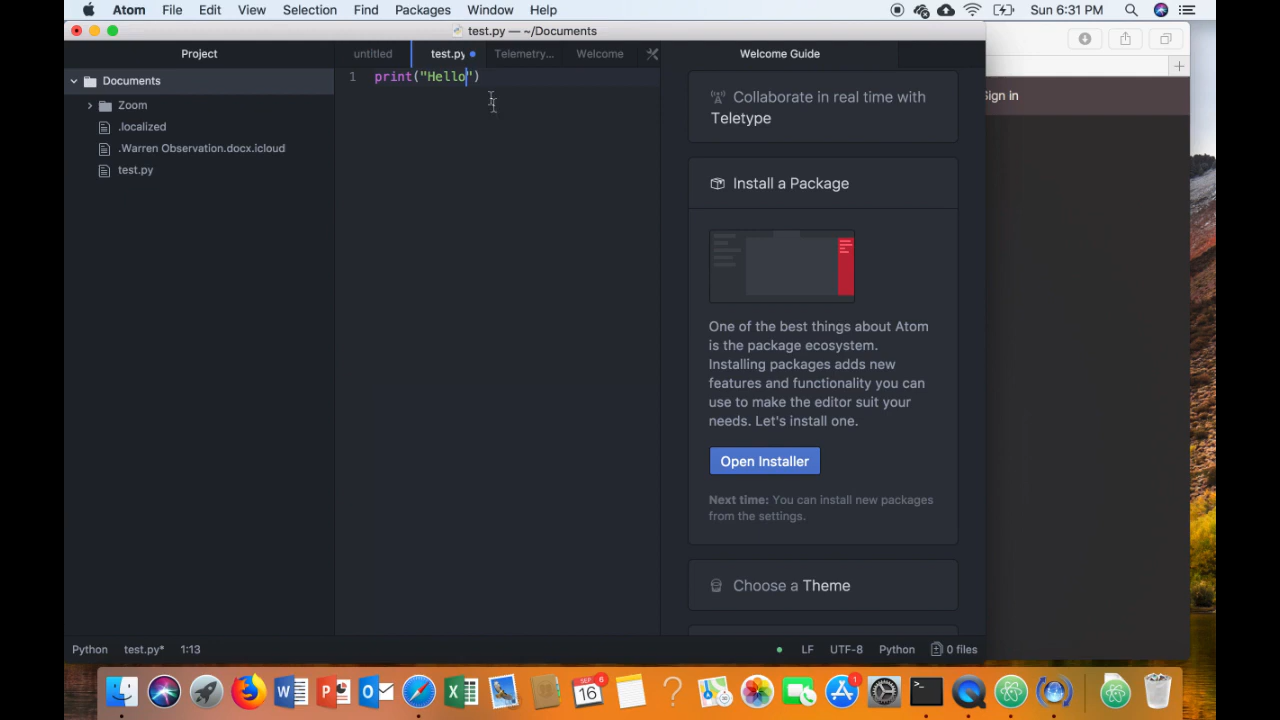 Atom File Edit View Selection Find Packages Window Help Sun 6:31 PM
test.py — ~/Documents
Project
untitled test.py Telemetry... Welcome Welcome Guide
Documents
Zoom
.localized
.Warren Observation.docx.icloud
test.py
1 print("Hello")
Collaborate in real time with
Teletype
Install a Package
One of the best things about Atom
is the package ecosystem.
Installing packages adds new
features and functionality you can
use to make the editor suit your
needs. Let's install one.
Open Installer
Next time: You can install new packages
from the settings.
Choose a Theme
Sign in
Python test.py* 1:13 LF UTF-8 Python 0 files
SEP 6
16
1